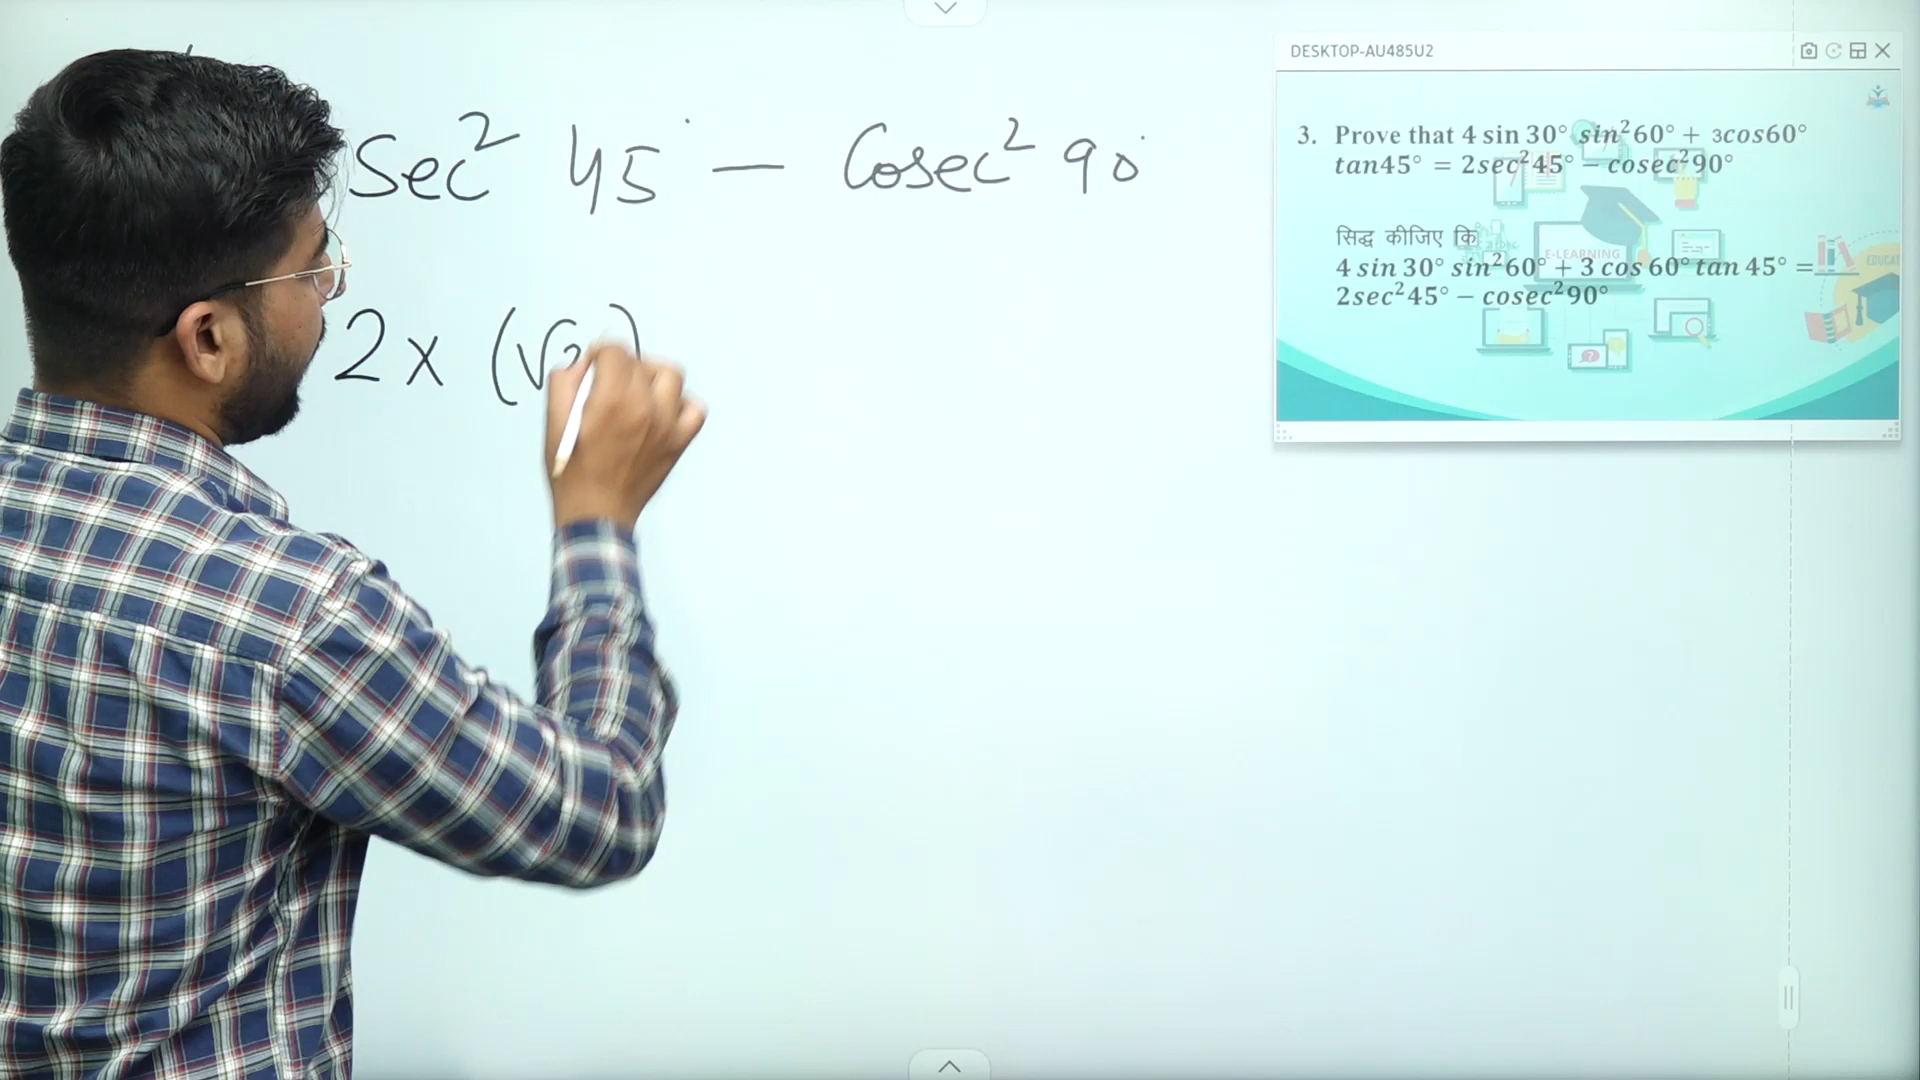 DESKTOP-AU485U2
Sec² 45° — Cosec² 90°
2 x (√2)
3. Prove that 4 sin 30° sin²60° + 3cos60°
tan45° = 2sec²45° − cosec²90°
सिद्ध कीजिए कि
4 sin 30° sin²60° + 3 cos 60° tan 45° =
2sec²45° − cosec²90°
E-LEARNING